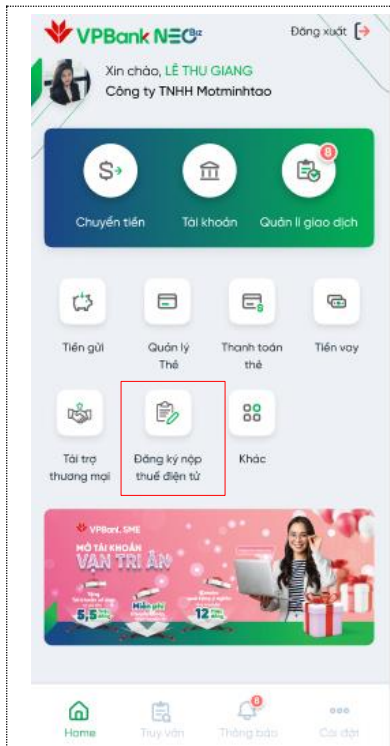 VPBank NEOBiz
Đăng xuất
Xin chào, LÊ THU GIANG
Công ty TNHH Motminhtao
8
Chuyển tiền
Tài khoản
Quản lí giao dịch
Tiền gửi
Quản lý
Thẻ
Thanh toán
thẻ
Tiền vay
Tài trợ
thương mại
Đăng ký nộp
thuế điện tử
Khác
VPBank SME
MỞ TÀI KHOẢN
VẠN TRI ÂN
5,5
Miễn phí
12
8
Home
Truy vấn
Thông báo
Cài đặt